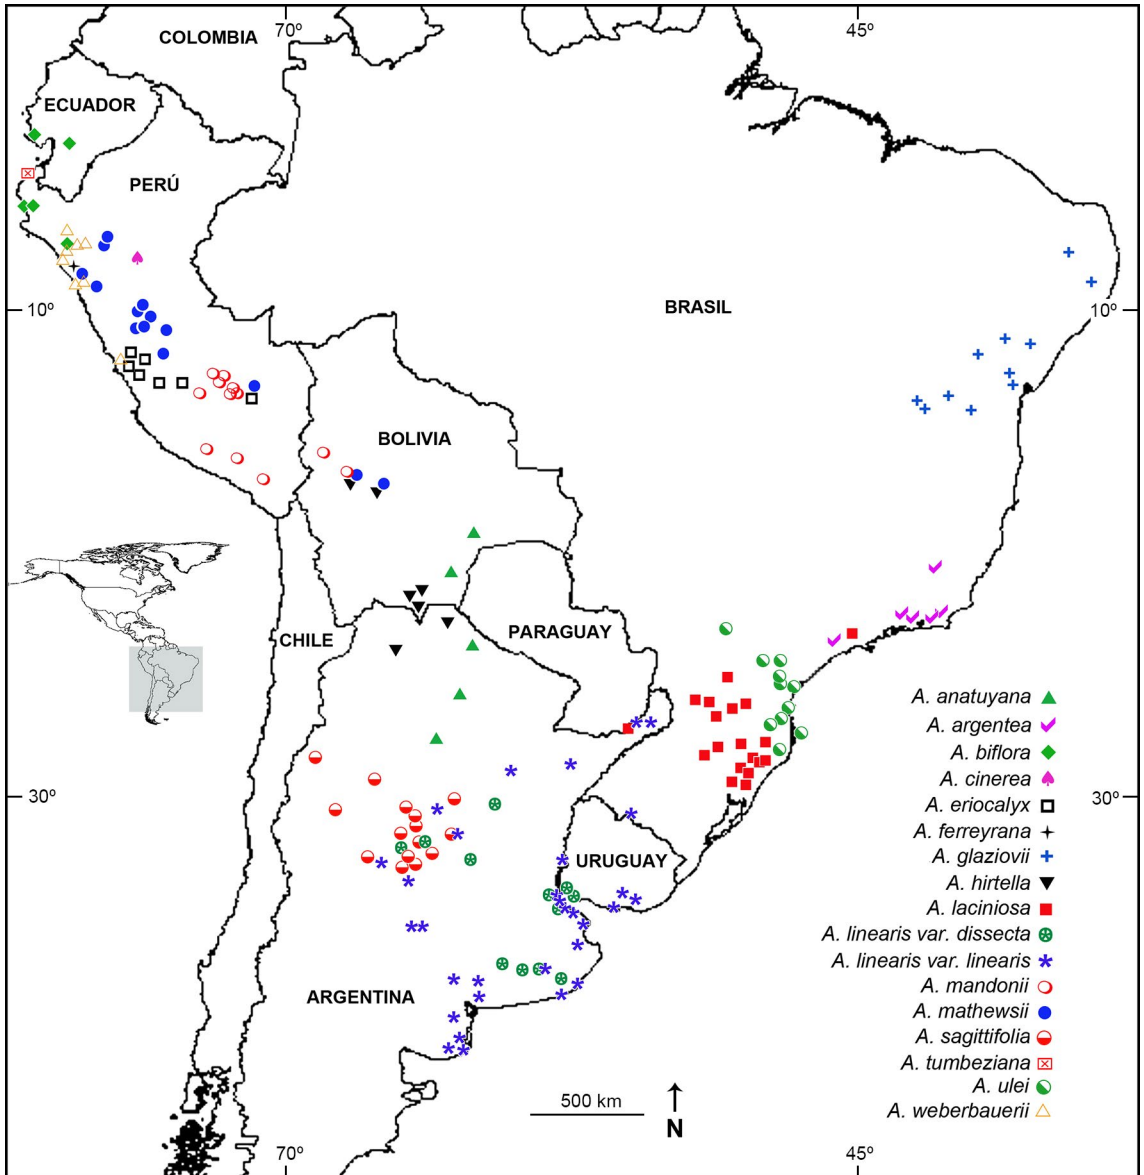 70º
45º
COLOMBIA
ECUADOR
PERÚ
10º
BRASIL
10º
BOLIVIA
CHILE
PARAGUAY
A. anatuyana
A. argentea
A. biflora
A. cinerea
30º
A. eriocalyx
A. ferreyrana
URUGUAY
A. glaziovii
A. hirtella
A. laciniosa
A. linearis var. dissecta
A. linearis var. linearis
ARGENTINA
A. mandonii
A. mathewsii
A. sagittifolia
A. tumbeziana
A. ulei
500 km
A. weberbauerii
N
70º
45º